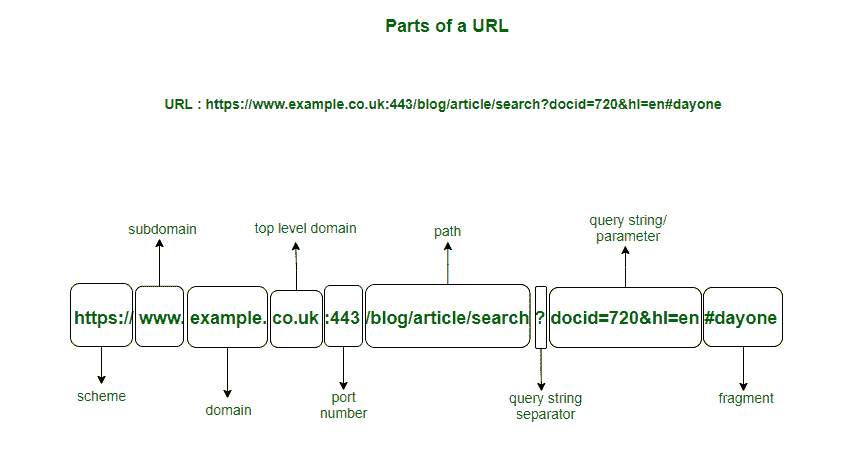 Parts of a URL
URL : https://www.example.co.uk:443/blog/article/search?docid=720&hl=en#dayone
subdomain
top level domain
path
query string/
parameter
https:// www. example. co.uk :443 /blog/article/search ? docid=720&hl=en #dayone
scheme
domain
port
number
query string
separator
fragment